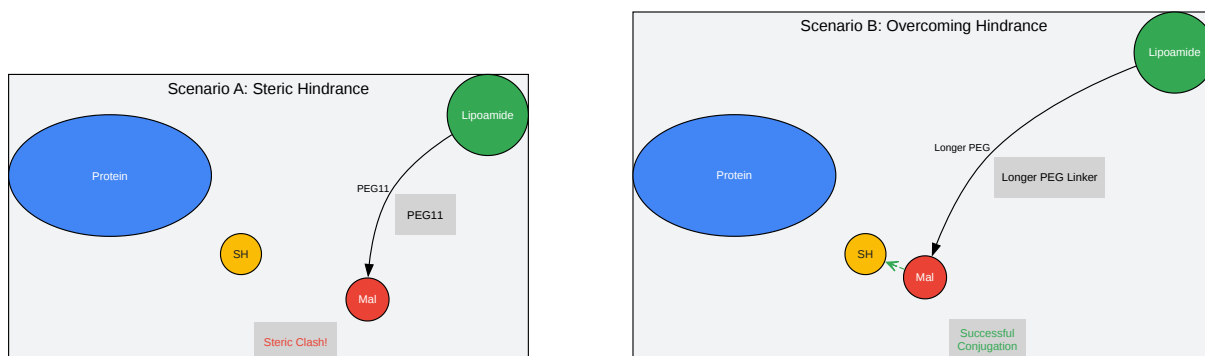 Scenario A: Steric Hindrance
Lipoamide
Protein
PEG11
PEG11
SH
Mal
Steric Clash!
Scenario B: Overcoming Hindrance
Lipoamide
Longer PEG
Protein
Longer PEG Linker
SH
Mal
Successful
Conjugation